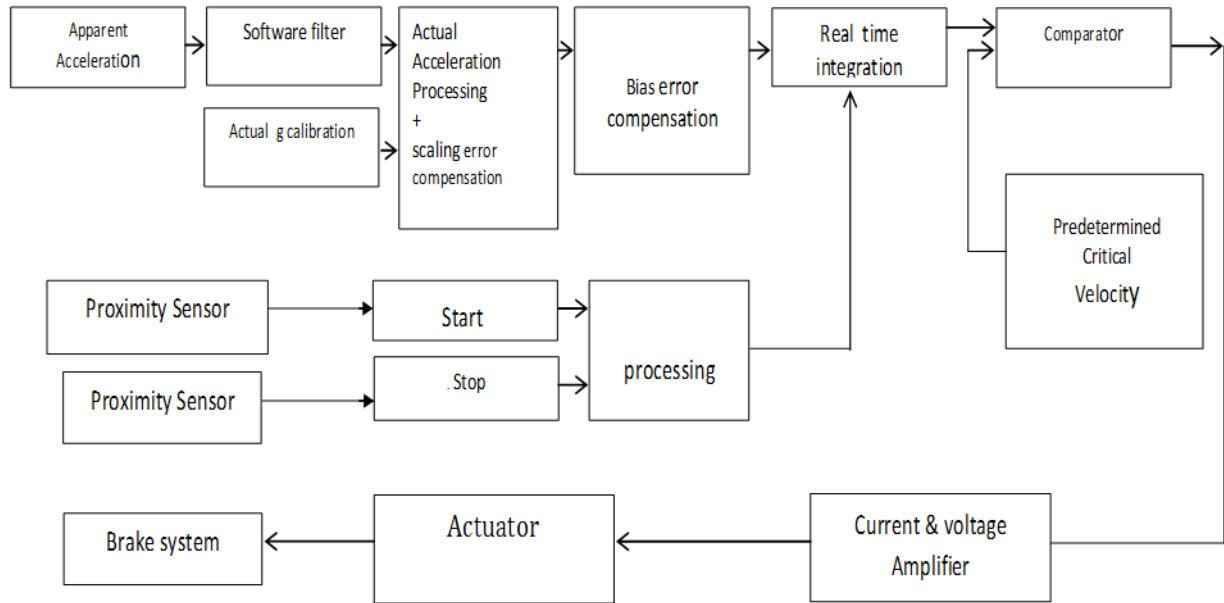 Apparent
Acceleration
Software filter
Actual g calibration
Actual
Acceleration
Processing
+
scaling error
compensation
Bias error
compensation
Real time
integration
Comparator
Predetermined
Critical
Velocity
Proximity Sensor
Start
processing
Proximity Sensor
. Stop
Brake system
Actuator
Current & voltage
Amplifier